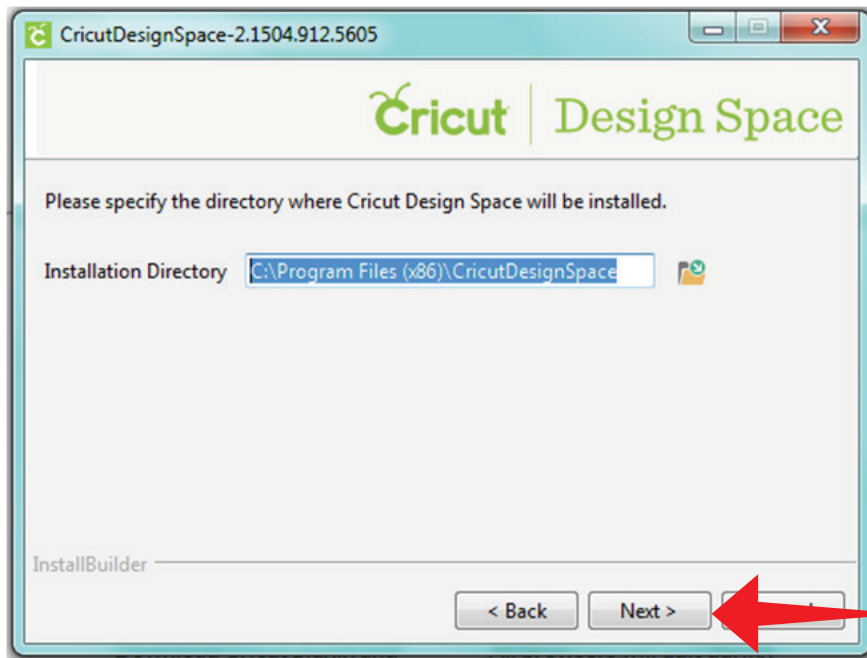 CricutDesignSpace-2.1504.912.5605
Cricut Design Space
Please specify the directory where Cricut Design Space will be installed.
Installation Directory C:\Program Files (x86)\CricutDesignSpace
InstallBuilder
< Back Next >